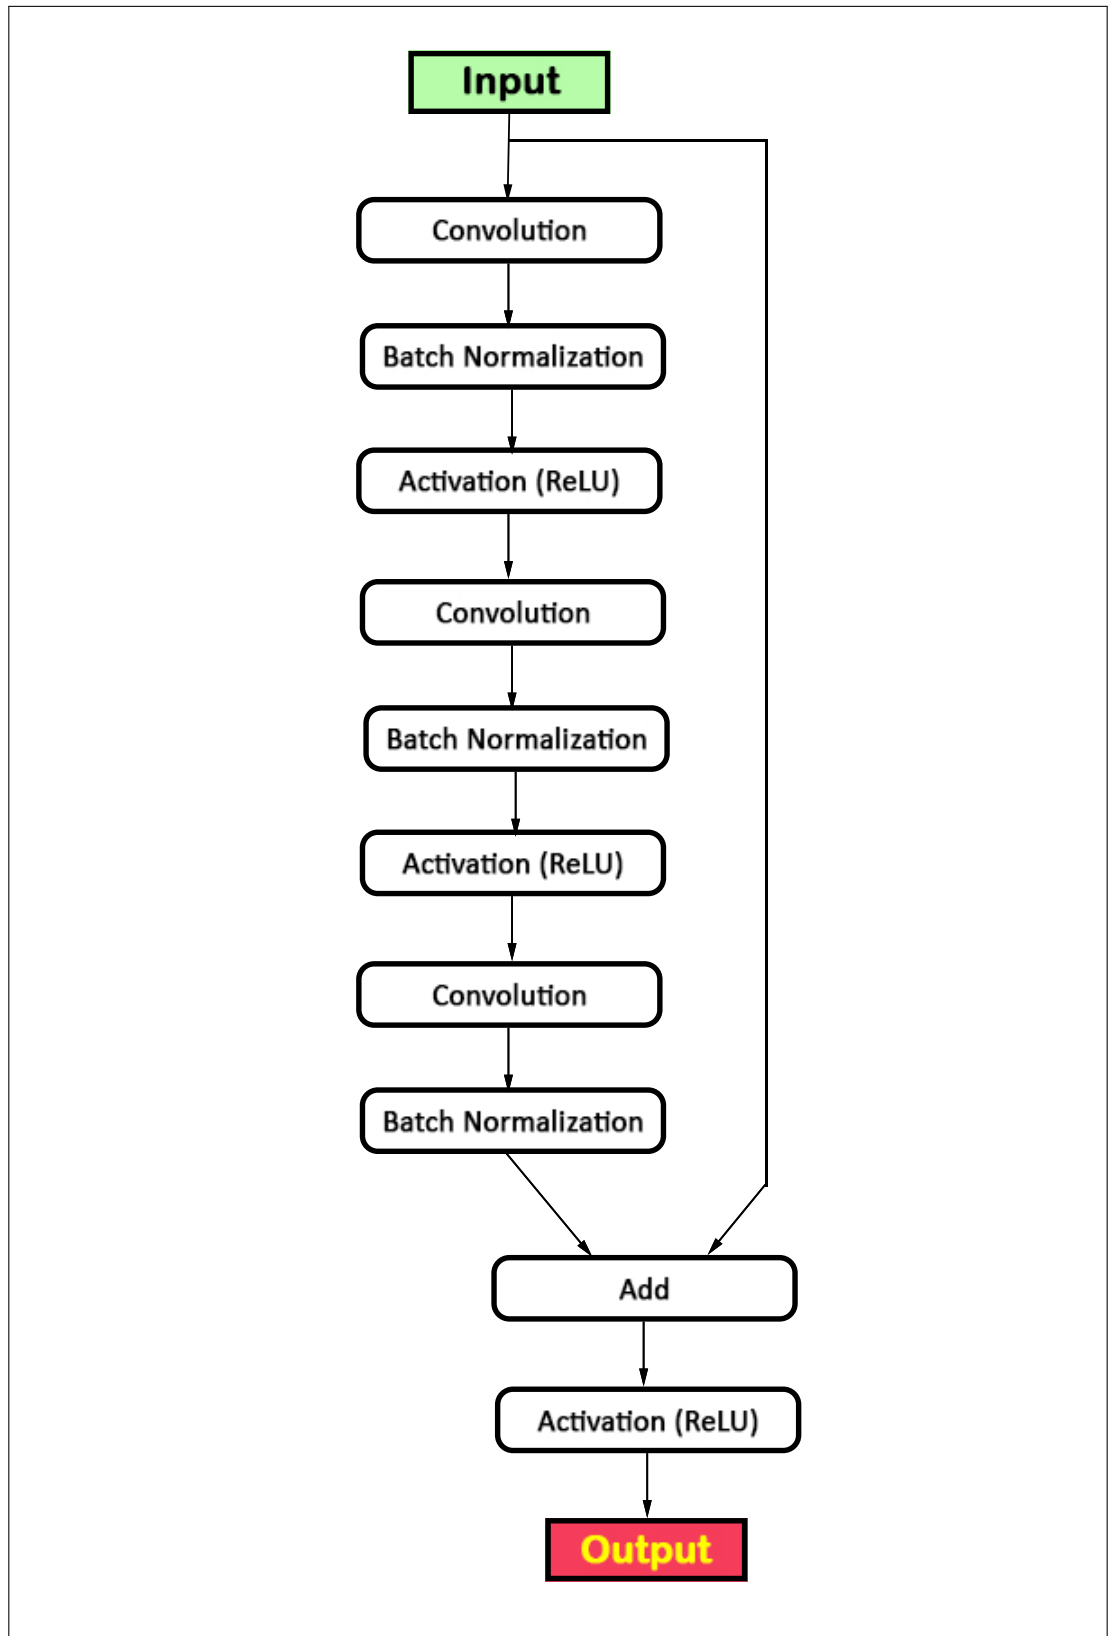 Input
Convolution
Batch Normalization
Activation (ReLU)
Convolution
Batch Normalization
Activation (ReLU)
Convolution
Batch Normalization
Add
Activation (ReLU)
Output